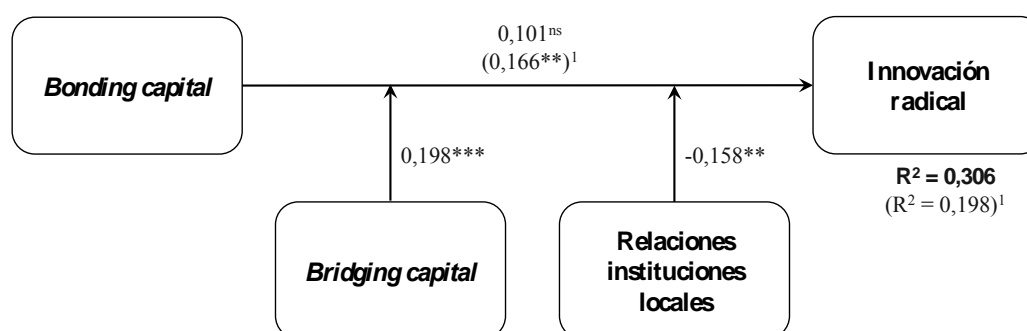 0,101ns
(0,166**)1
Bonding capital
Innovación
radical
0,198***
-0,158**
R2 = 0,306
(R2 = 0,198)1
Bridging capital
Relaciones
instituciones
locales